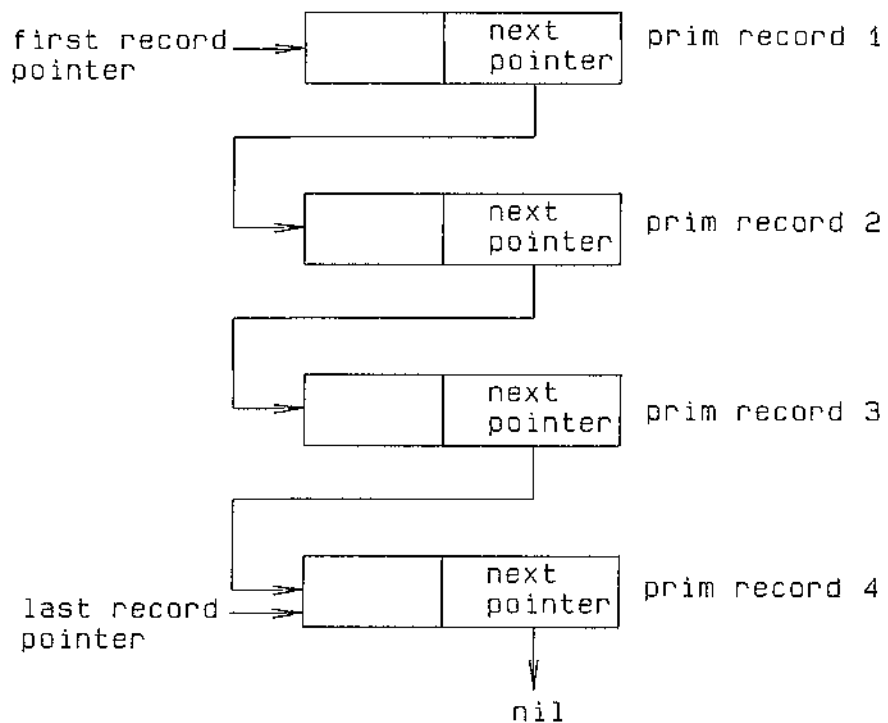 first record
pointer
next
pointer
prim record 1
next
pointer
prim record 2
next
pointer
prim record 3
next
pointer
prim record 4
last record
pointer
nil